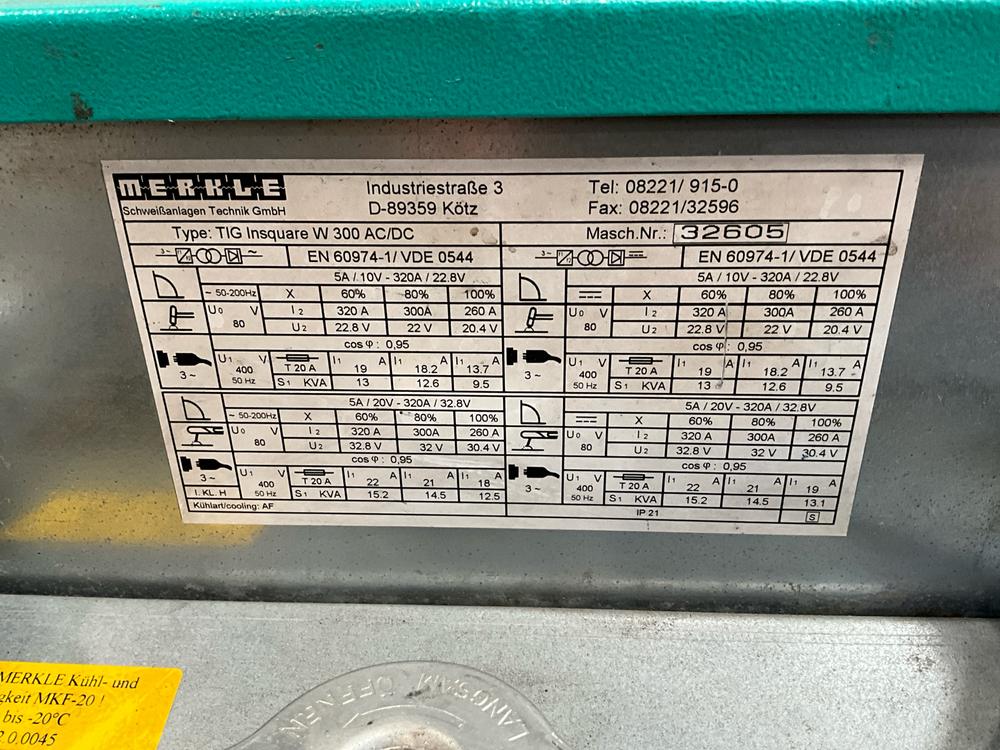 MERKLE
Schweißanlagen Technik GmbH
Industriestraße 3
D-89359 Kötz
Tel: 08221/ 915-0
Fax: 08221/32596
Type: TIG Insquare W 300 AC/DC
Masch.Nr.: 32605
3~ f1/f2 ~ EN 60974-1/ VDE 0544
3~ f1/f2 EN 60974-1/ VDE 0544
5A / 10V - 320A / 22.8V
~ 50-200Hz X 60% 80% 100%
U0 V 80 I2 320 A 300A 260 A
U2 22.8 V 22 V 20.4 V
cos φ : 0,95
3 ~ U1 V 400 50 Hz T 20 A I1 A 19 I1 A 18.2 I1 A 13.7
S1 KVA 13 12.6 9.5
5A / 10V - 320A / 22.8V
X 60% 80% 100%
U0 V 80 I2 320 A 300A 260 A
U2 22.8 V 22 V 20.4 V
cos φ : 0,95
3 ~ U1 V 400 50Hz T 20 A I1 A 19 I1 A 18.2 I1 A 13.7
S1 KVA 13 12.6 9.5
5A / 20V - 320A / 32.8V
~ 50-200Hz X 60% 80% 100%
U0 V 80 I2 320 A 300A 260 A
U2 32.8 V 32 V 30.4 V
cos φ : 0,95
3 ~ U1 V 400 50 Hz T 20 A I1 A 22 I1 A 21 I1 A 18
I. KL. H S1 KVA 15.2 14.5 12.5
Kühlart/cooling: AF
5A / 20V - 320A / 32.8V
X 60% 80% 100%
U0 V 80 I2 320 A 300A 260 A
U2 32.8 V 32 V 30.4 V
cos φ : 0,95
3 ~ U1 V 400 50 Hz T 20 A I1 A 22 I1 A 21 I1 A 19
S1 KVA 15.2 14.5 13.1
IP 21 S
MERKLE Kühl- und
gkeit MKF-20 !
bis -20°C
2.0.0045
LANGSAM ÖFFNEN